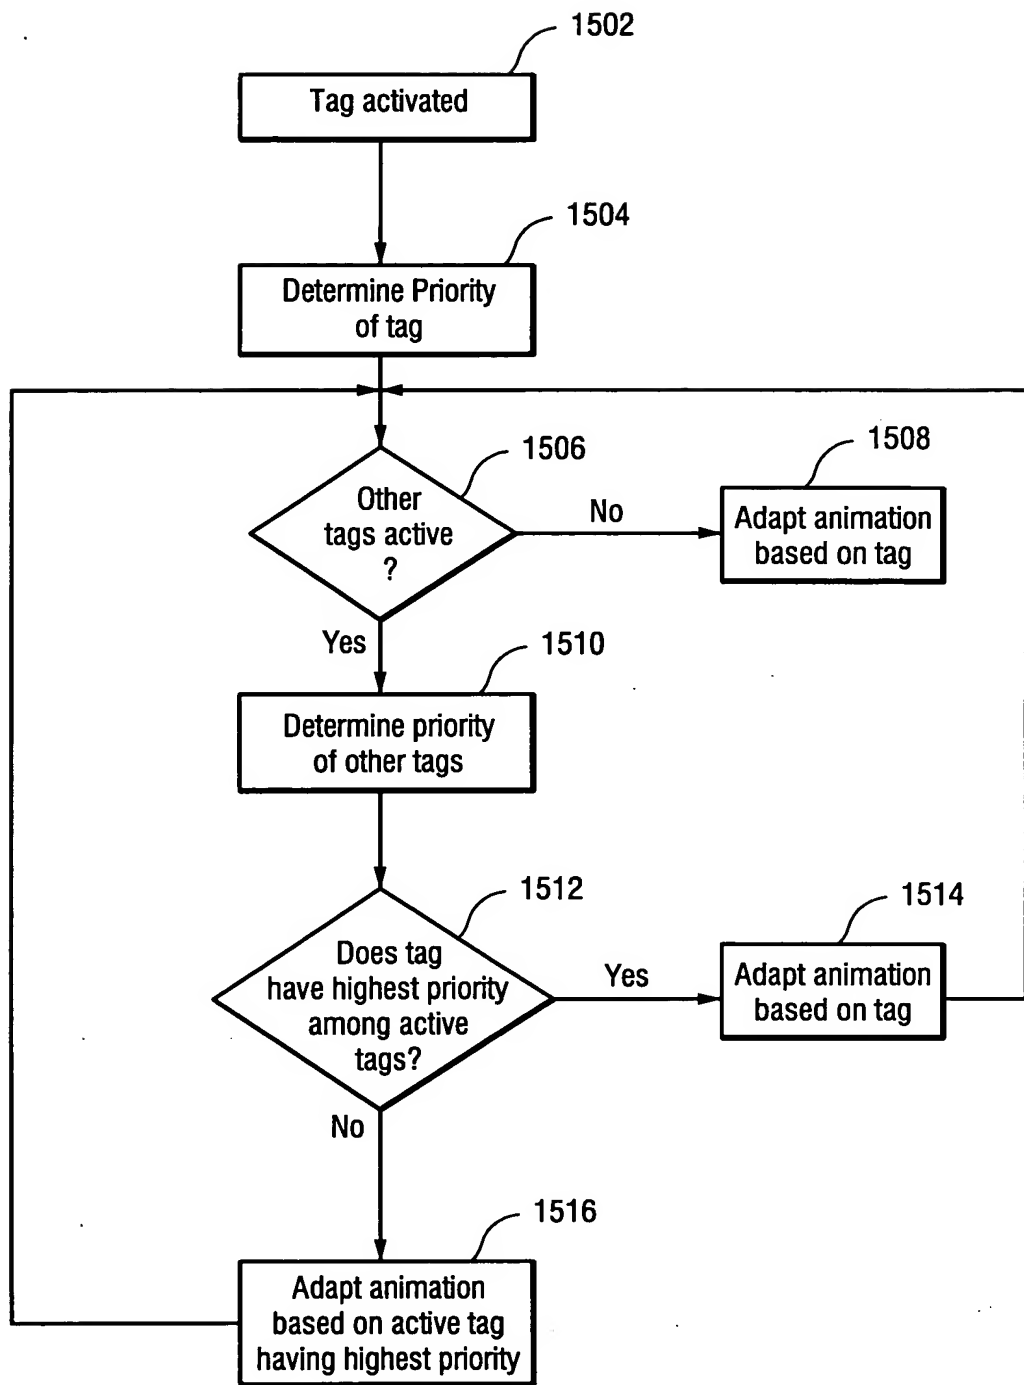 1502
Tag activated
1504
Determine Priority
of tag
1506
Other
tags active
?
No
1508
Adapt animation
based on tag
Yes
1510
Determine priority
of other tags
1512
Does tag
have highest priority
among active
tags?
Yes
1514
Adapt animation
based on tag
No
1516
Adapt animation
based on active tag
having highest priority